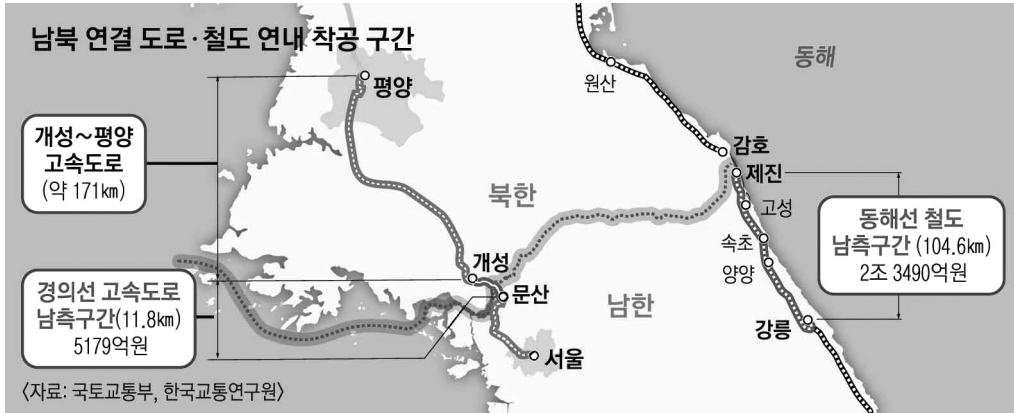 남북 연결 도로·철도 연내 착공 구간
동해
원산
평양
개성～평양
고속도로
(약 171㎞)
감호
제진
고성
속초
양양
강릉
북한
동해선 철도
남측구간 (104.6㎞)
2조 3490억원
개성
문산
남한
경의선 고속도로
남측구간(11.8㎞)
5179억원
서울
〈자료: 국토교통부, 한국교통연구원〉